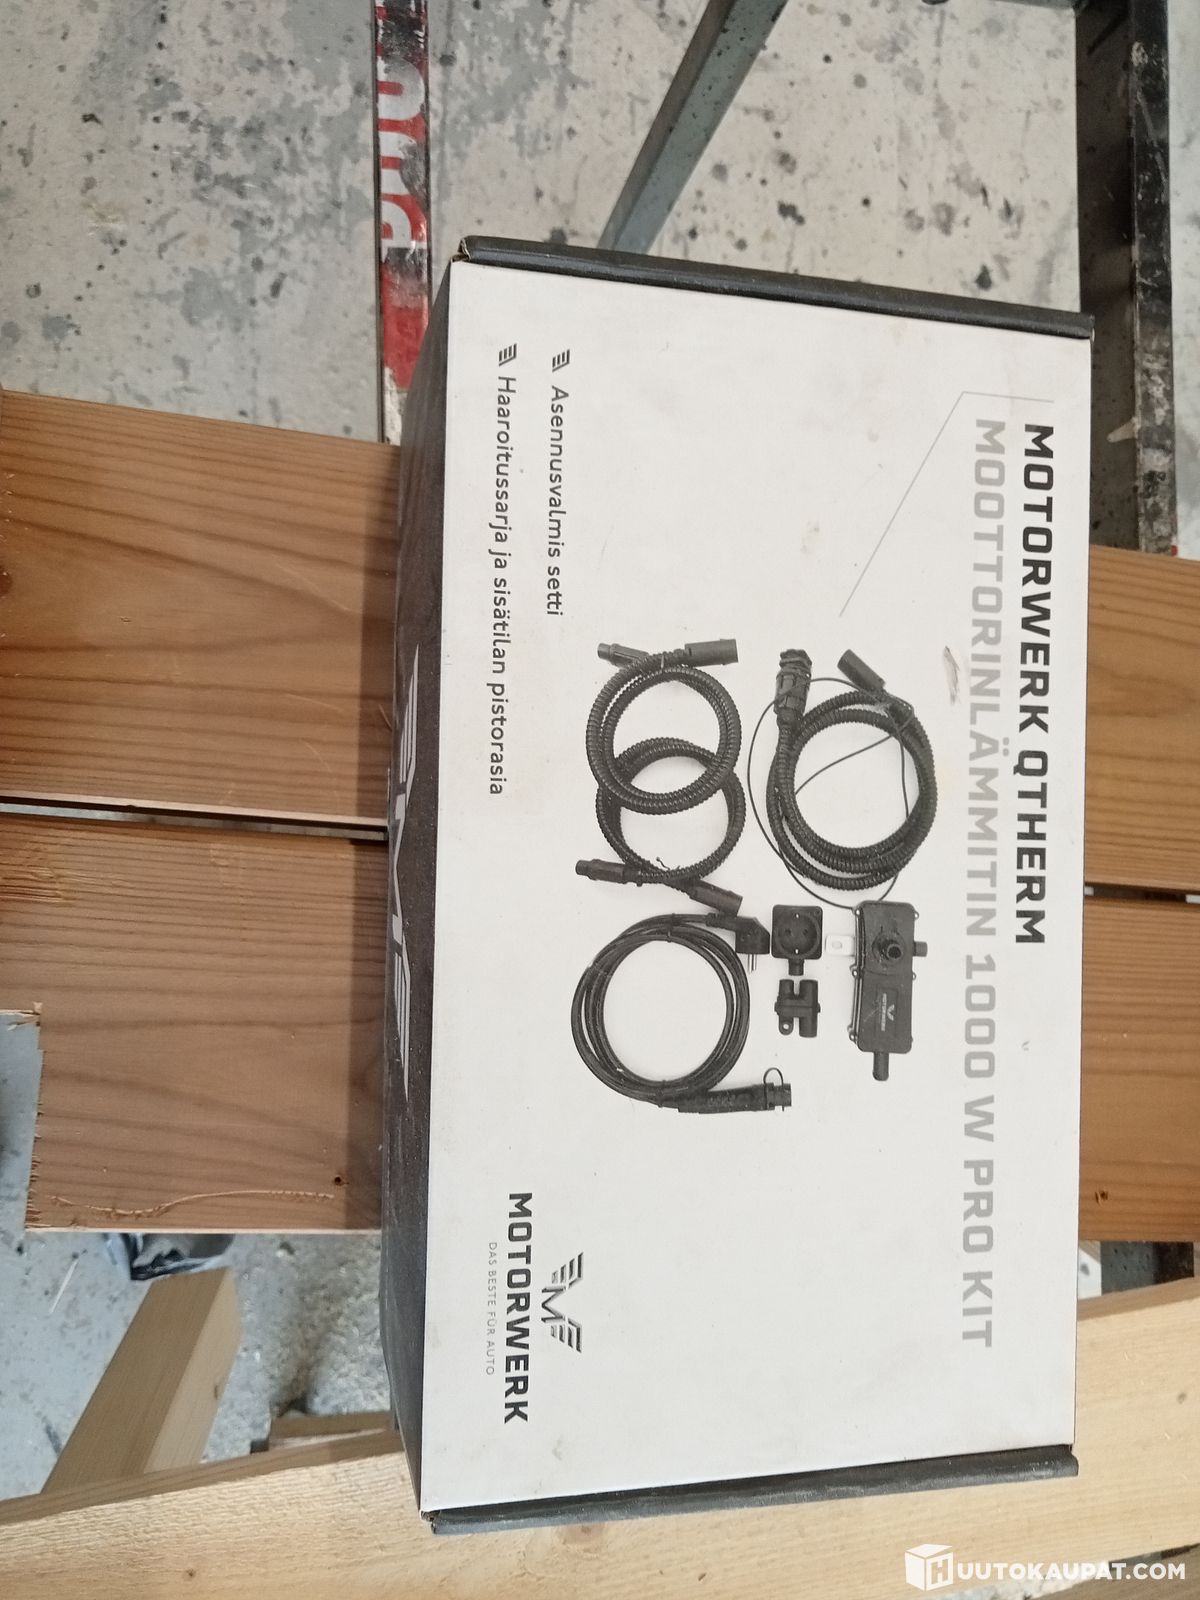 MOTORWERK QTHERM
MOOTTORINLÄMMITIN 1000 W PRO KIT
Asennusvalmis setti
Haaroitussarja ja sisätilan pistorasia
MOTORWERK
DAS BESTE FÜR AUTO
HUUTOKAUPAT.COM